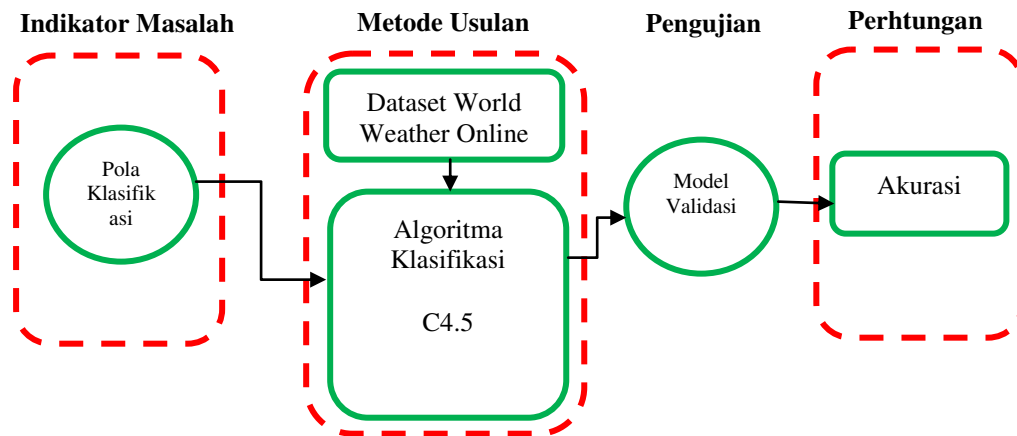 Indikator Masalah
Metode Usulan
Pengujian
Perhtungan
Pola
Klasifik
asi
Dataset World
Weather Online
Algoritma
Klasifikasi
C4.5
Model
Validasi
Akurasi